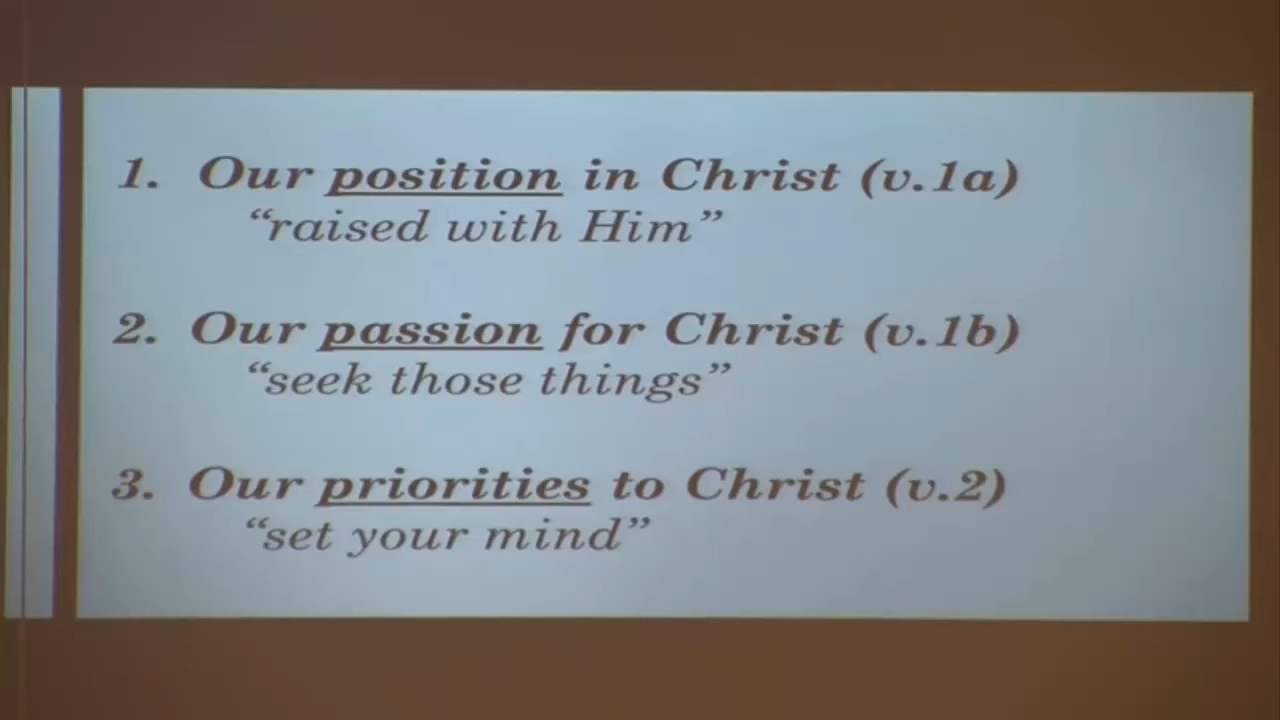 1. Our position in Christ (v.1a)
“raised with Him”
2. Our passion for Christ (v.1b)
“seek those things”
3. Our priorities to Christ (v.2)
“set your mind”